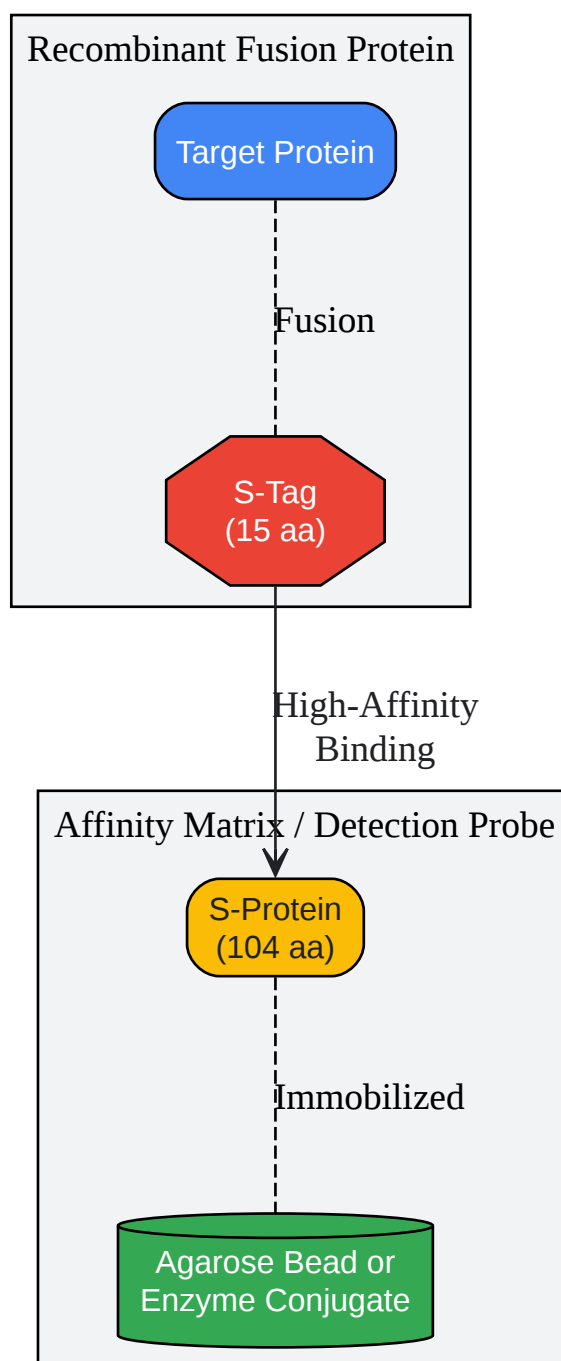 Recombinant Fusion Protein
Target Protein
Fusion
S-Tag
(15 aa)
High-Affinity
Binding
Affinity Matrix / Detection Probe
S-Protein
(104 aa)
Immobilized
Agarose Bead or
Enzyme Conjugate